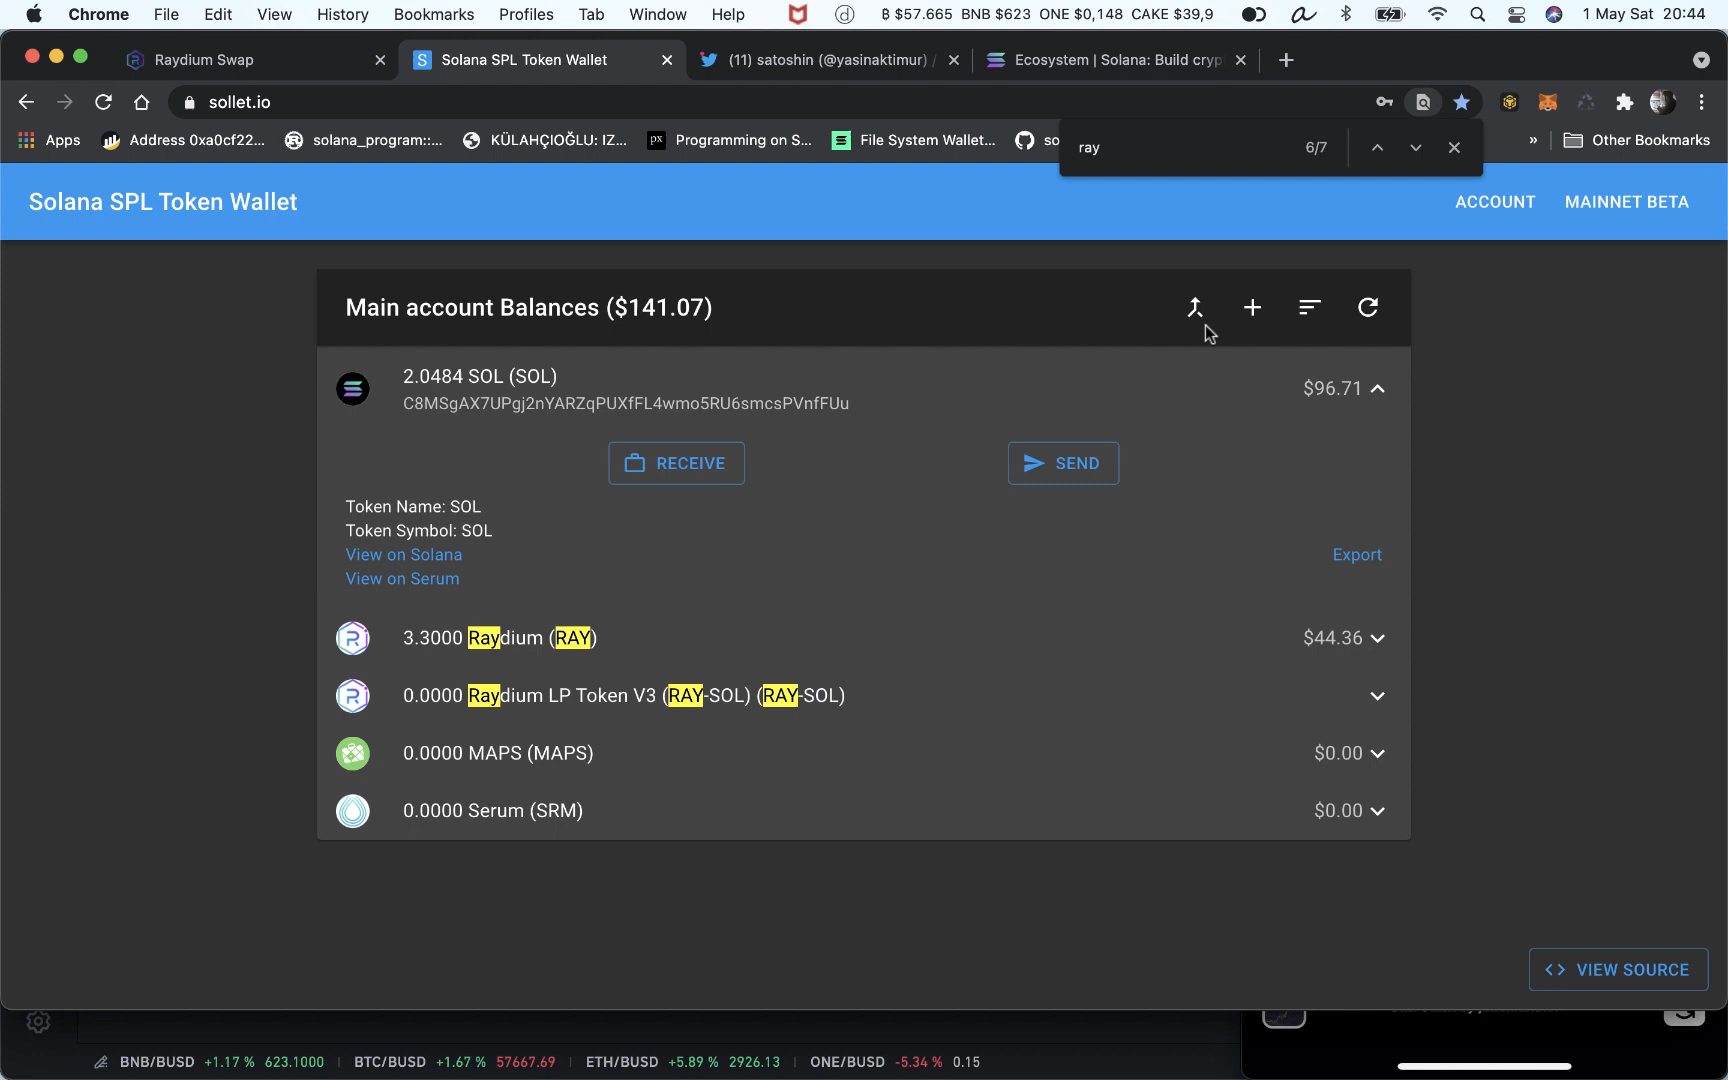 Chrome File Edit View History Bookmarks Profiles Tab Window Help ₿ $57.665 BNB $623 ONE $0,148 CAKE $39,9 1 May Sat 20:44
Raydium Swap
Solana SPL Token Wallet
(11) satoshin (@yasinaktimur) /
Ecosystem | Solana: Build cryp
sollet.io
Apps
Address 0xa0cf22...
solana_program::...
KÜLAHÇIOĞLU: IZ...
Programming on S...
File System Wallet...
so
» Other Bookmarks
ray 6/7
Solana SPL Token Wallet
ACCOUNT MAINNET BETA
Main account Balances ($141.07)
2.0484 SOL (SOL)
C8MSgAX7UPgj2nYARZqPUXfFL4wmo5RU6smcsPVnfFUu
$96.71
RECEIVE
SEND
Token Name: SOL
Token Symbol: SOL
View on Solana
Export
View on Serum
3.3000 Raydium (RAY) $44.36
0.0000 Raydium LP Token V3 (RAY-SOL) (RAY-SOL)
0.0000 MAPS (MAPS) $0.00
0.0000 Serum (SRM) $0.00
<> VIEW SOURCE
BNB/BUSD +1.17 % 623.1000 | BTC/BUSD +1.67 % 57667.69 | ETH/BUSD +5.89 % 2926.13 | ONE/BUSD -5.34 % 0.15